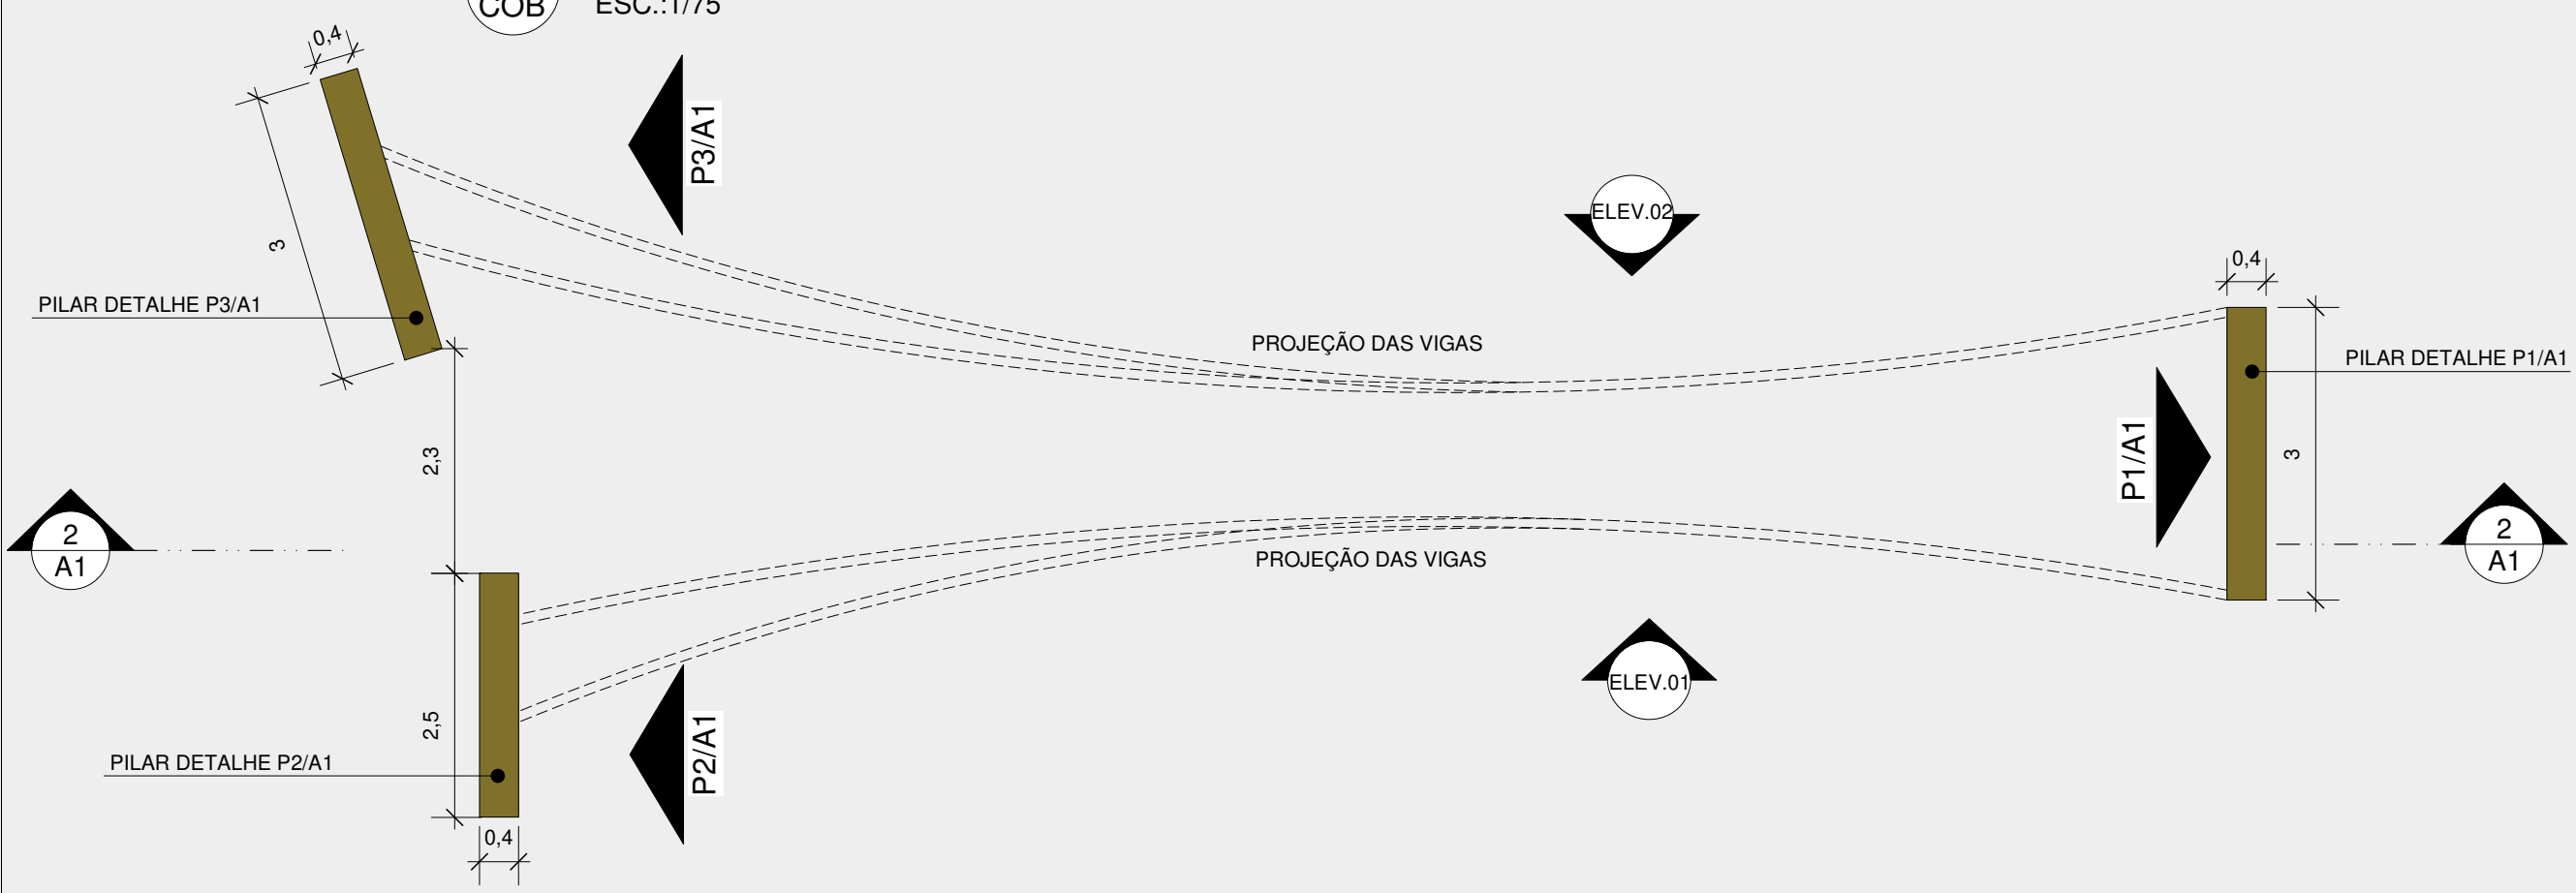 COB
ESC.:1/75
0,4
P3/A1
ELEV.02
3
0,4
PILAR DETALHE P3/A1
PROJEÇÃO DAS VIGAS
PILAR DETALHE P1/A1
2,3
P1/A1
3
2
A1
2
A1
PROJEÇÃO DAS VIGAS
ELEV.01
2,5
P2/A1
PILAR DETALHE P2/A1
0,4